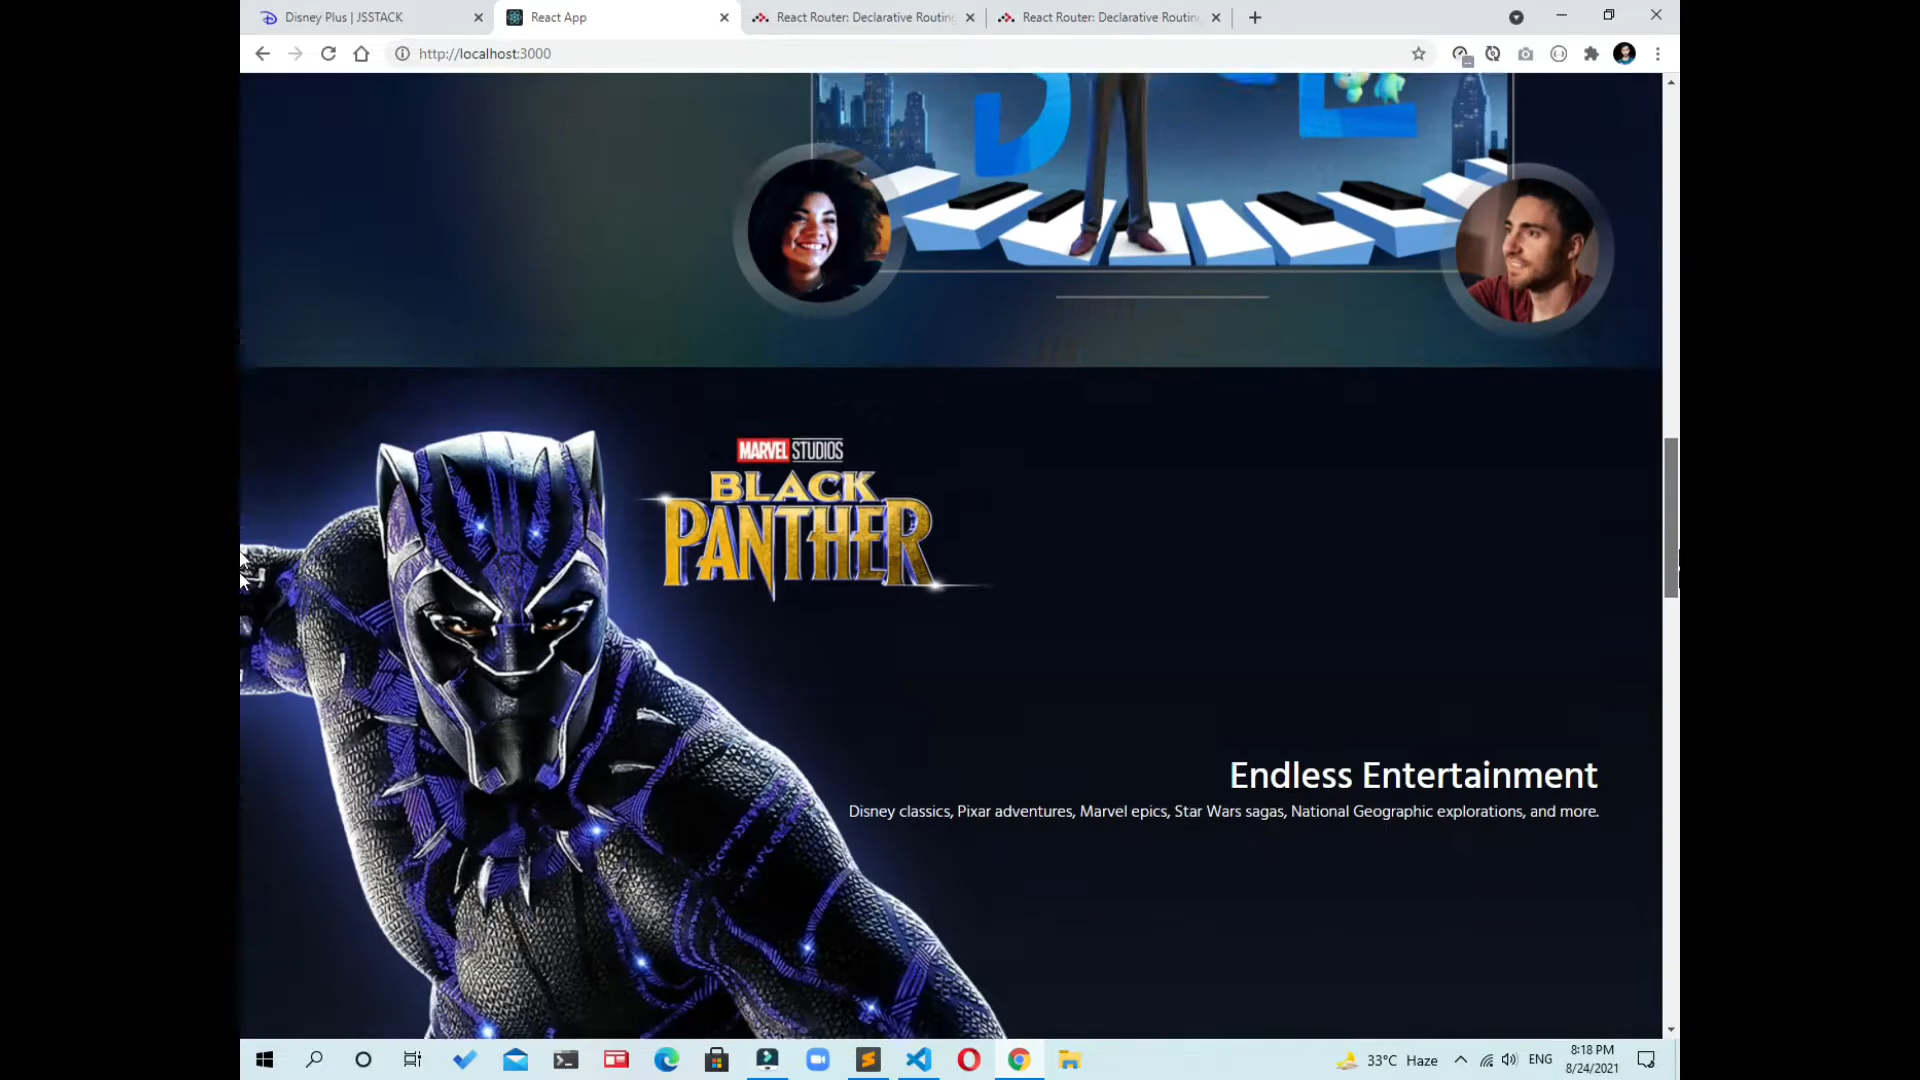 Disney Plus | JSSTACK
React App
React Router: Declarative Routing
React Router: Declarative Routing
http://localhost:3000
MARVEL STUDIOS
BLACK
PANTHER
Endless Entertainment
Disney classics, Pixar adventures, Marvel epics, Star Wars sagas, National Geographic explorations, and more.
33°C Haze
ENG
8:18 PM
8/24/2021